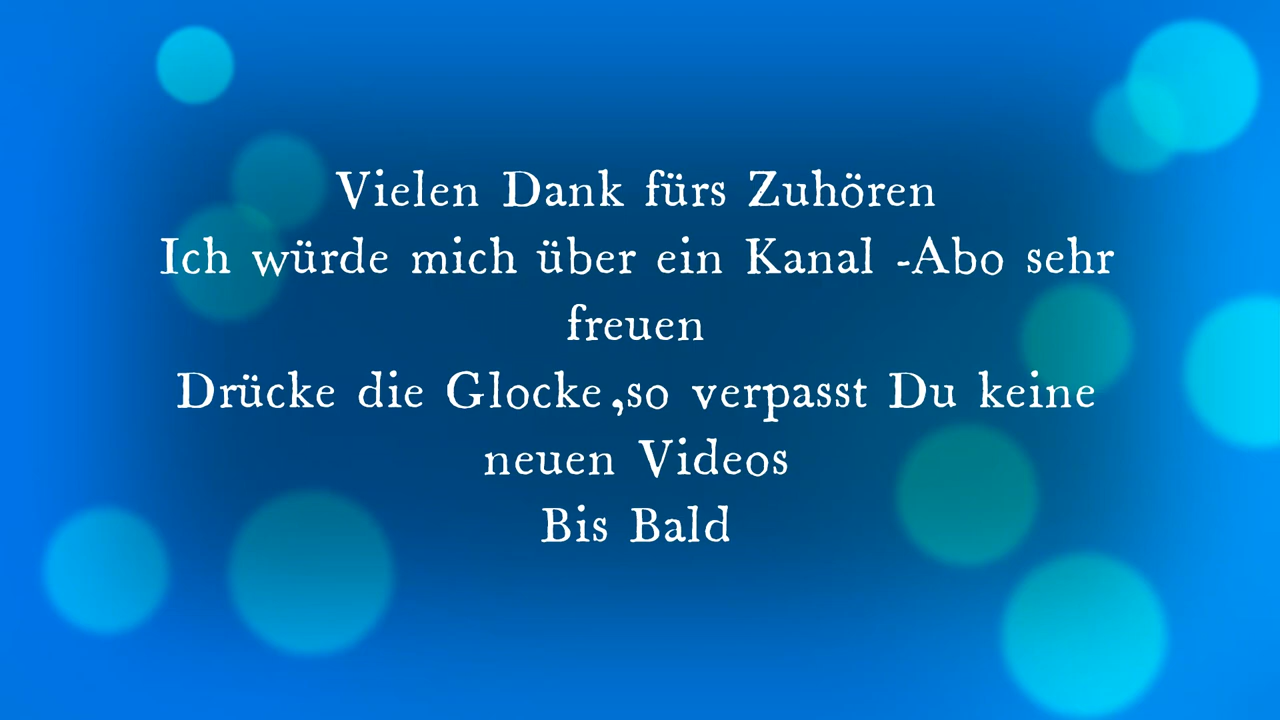 Vielen Dank fürs Zuhören
Ich würde mich über ein Kanal -Abo sehr
freuen
Drücke die Glocke ,so verpasst Du keine
neuen Videos
Bis Bald